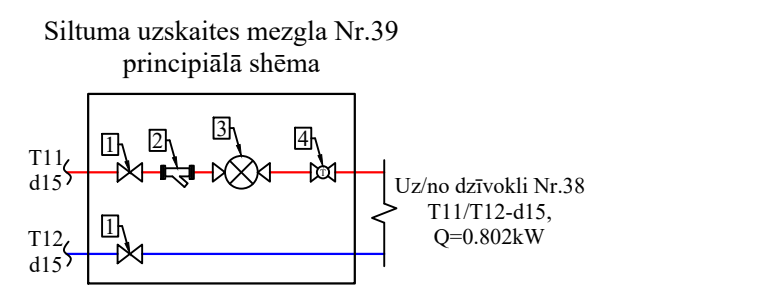 Siltuma uzskaites mezgla Nr.39
principiālā shēma
1
2
3
4
T11
d15
T
Uz/no dzīvokli Nr.38
T11/T12-d15,
Q=0.802kW
1
T12
d15